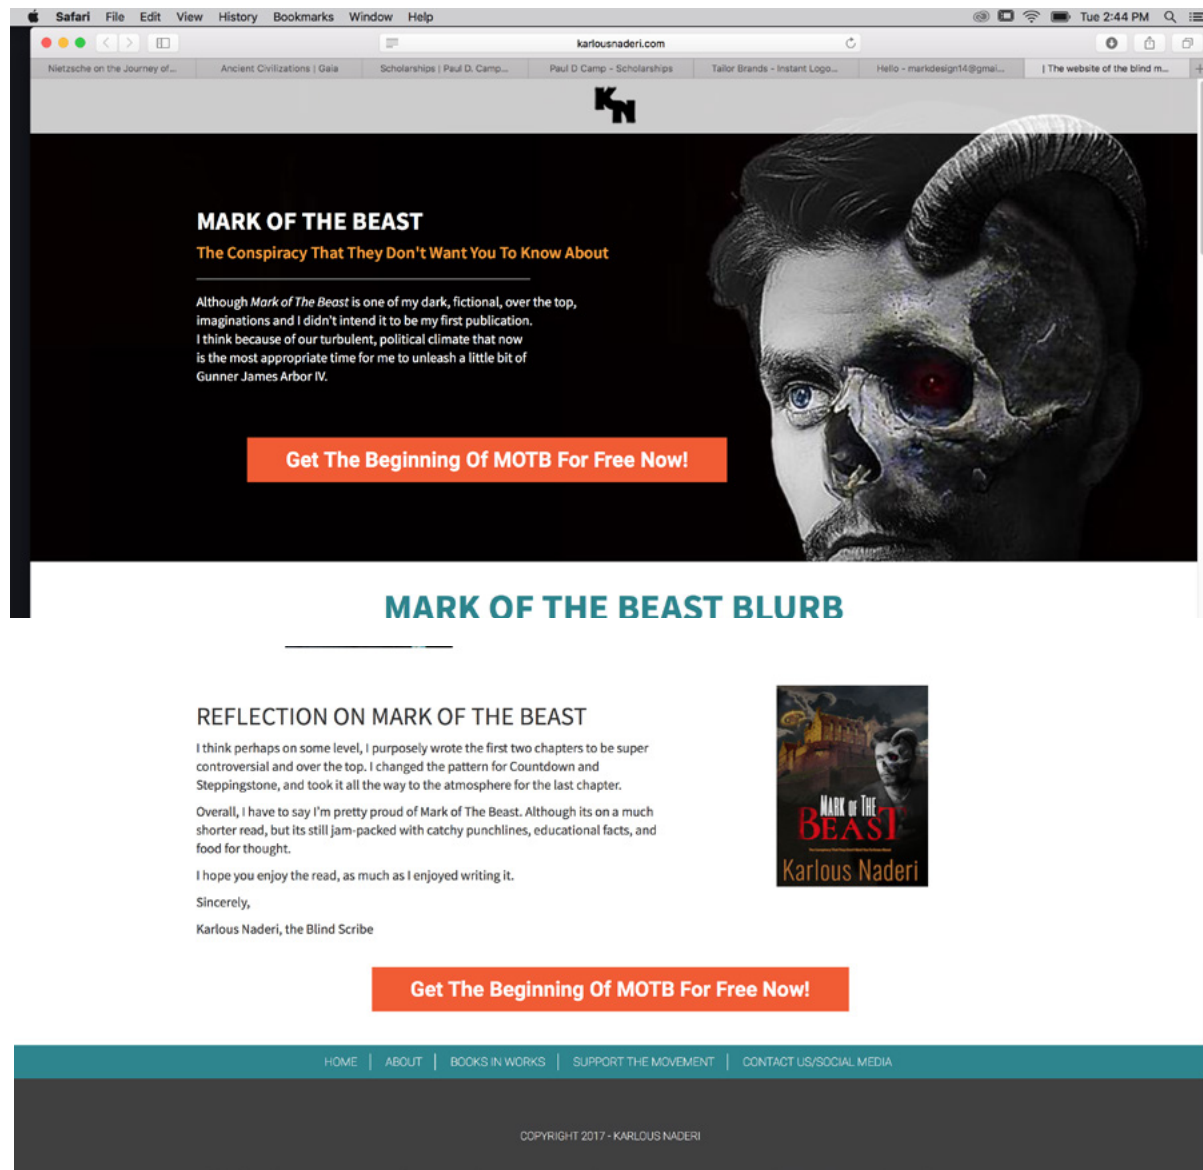 Safari File Edit View History Bookmarks Window Help Tue 2:44 PM
karlousnaderi.com
Nietzsche on the Journey of... Ancient Civilizations | Gaia Scholarships | Paul D. Camp... Paul D Camp - Scholarships Tailor Brands - Instant Logo... Hello - markdesign14@gmai... | The website of the blind m...
KN
MARK OF THE BEAST
The Conspiracy That They Don't Want You To Know About
Although Mark of The Beast is one of my dark, fictional, over the top,
imaginations and I didn't intend it to be my first publication.
I think because of our turbulent, political climate that now
is the most appropriate time for me to unleash a little bit of
Gunner James Arbor IV.
Get The Beginning Of MOTB For Free Now!
MARK OF THE BEAST BLURB
REFLECTION ON MARK OF THE BEAST
I think perhaps on some level, I purposely wrote the first two chapters to be super
controversial and over the top. I changed the pattern for Countdown and
Steppingstone, and took it all the way to the atmosphere for the last chapter.
Overall, I have to say I'm pretty proud of Mark of The Beast. Although its on a much
shorter read, but its still jam-packed with catchy punchlines, educational facts, and
food for thought.
I hope you enjoy the read, as much as I enjoyed writing it.
Sincerely,
Karlous Naderi, the Blind Scribe
MARK OF THE
BEAST
Karlous Naderi
Get The Beginning Of MOTB For Free Now!
HOME | ABOUT | BOOKS IN WORKS | SUPPORT THE MOVEMENT | CONTACT US/SOCIAL MEDIA
COPYRIGHT 2017 - KARLOUS NADERI